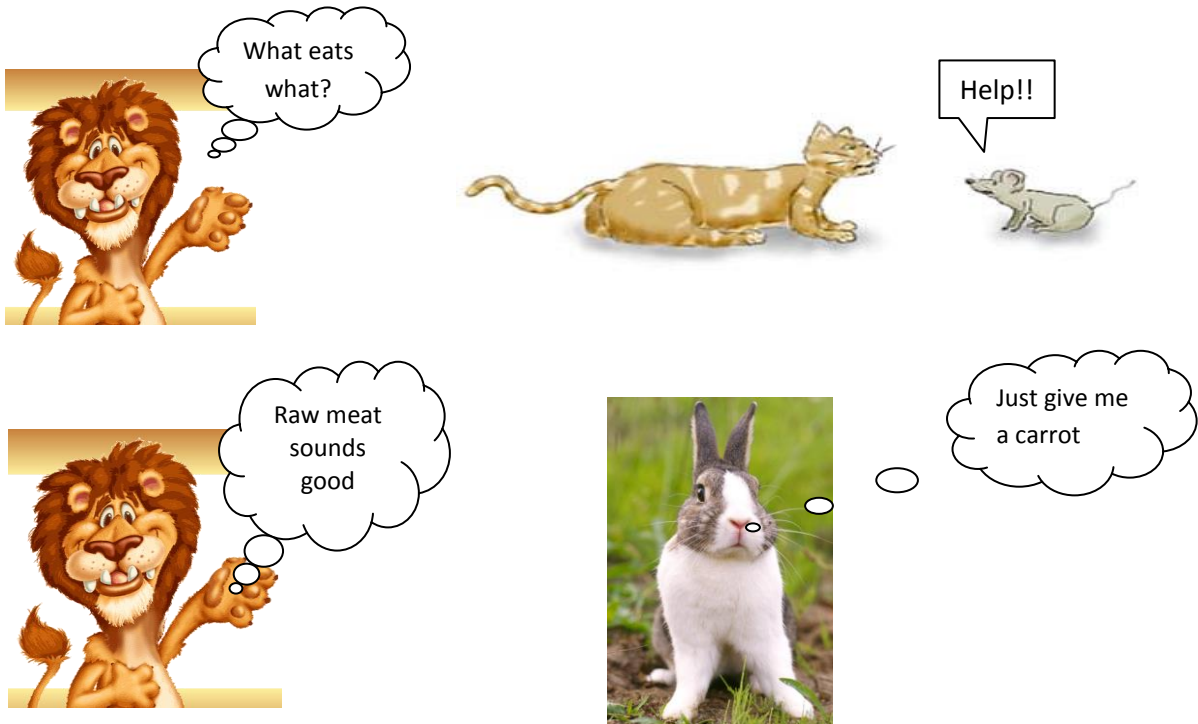 What eats
what?
Help!!
Raw meat
sounds
good
Just give me
a carrot